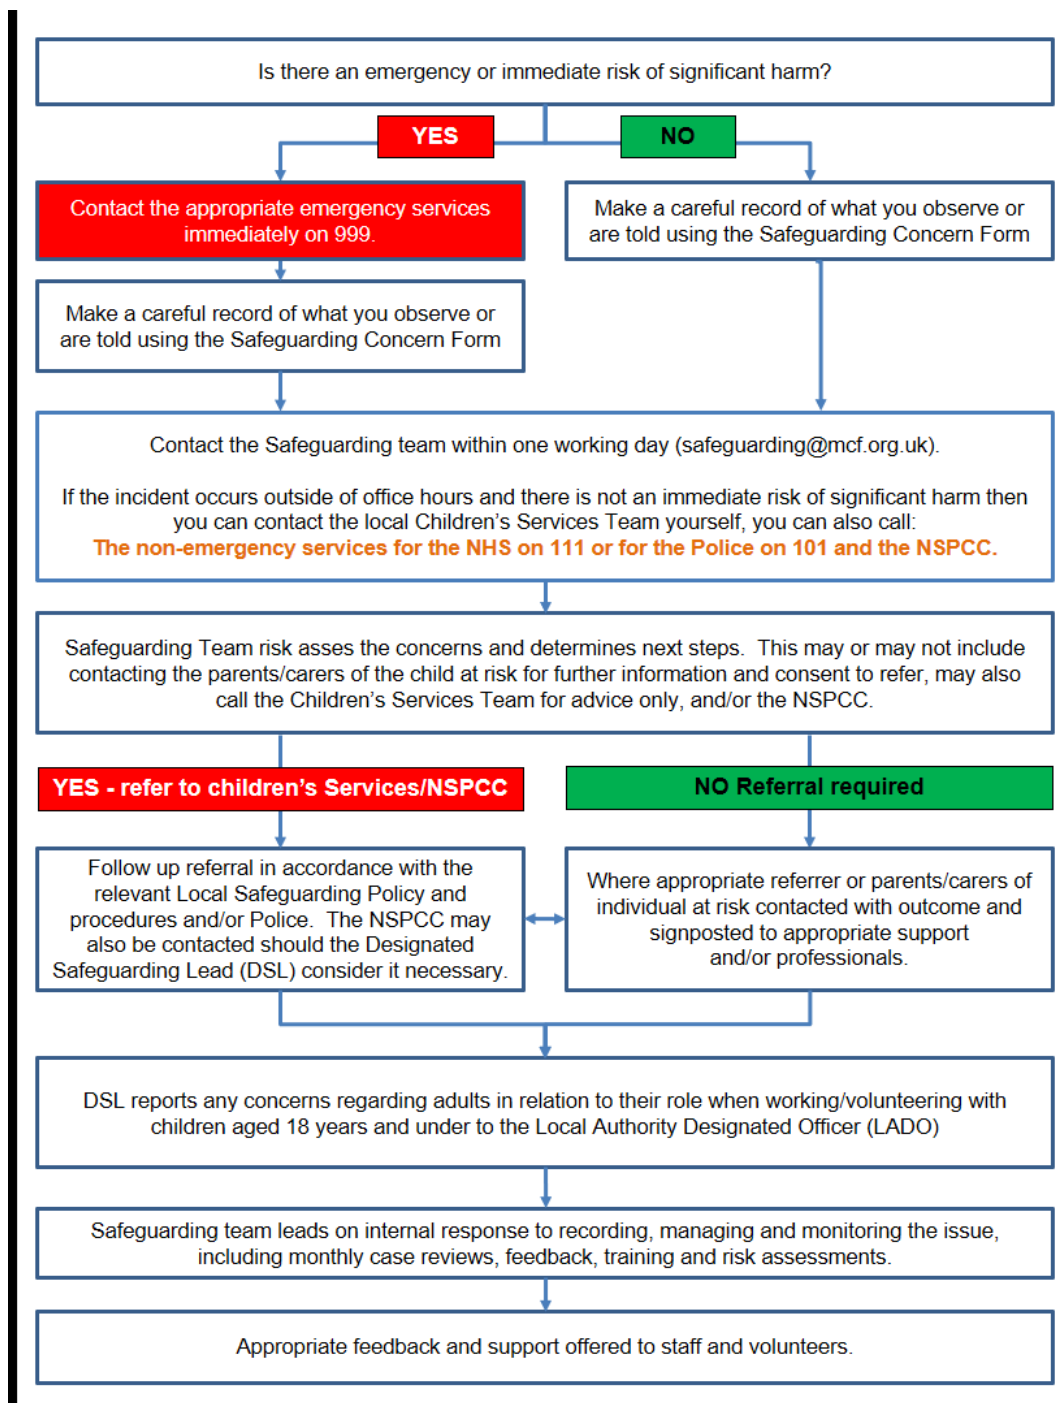 Is there an emergency or immediate risk of significant harm?
YES
NO
Contact the appropriate emergency services
immediately on 999.
Make a careful record of what you observe or
are told using the Safeguarding Concern Form
Make a careful record of what you observe or
are told using the Safeguarding Concern Form
Contact the Safeguarding team within one working day (safeguarding@mcf.org.uk).
If the incident occurs outside of office hours and there is not an immediate risk of significant harm then
you can contact the local Children's Services Team yourself, you can also call:
The non-emergency services for the NHS on 111 or for the Police on 101 and the NSPCC.
Safeguarding Team risk asses the concerns and determines next steps.  This may or may not include
contacting the parents/carers of the child at risk for further information and consent to refer, may also
call the Children's Services Team for advice only, and/or the NSPCC.
YES - refer to children's Services/NSPCC
NO Referral required
Follow up referral in accordance with the
relevant Local Safeguarding Policy and
procedures and/or Police.  The NSPCC may
also be contacted should the Designated
Safeguarding Lead (DSL) consider it necessary.
Where appropriate referrer or parents/carers of
individual at risk contacted with outcome and
signposted to appropriate support
and/or professionals.
DSL reports any concerns regarding adults in relation to their role when working/volunteering with
children aged 18 years and under to the Local Authority Designated Officer (LADO)
Safeguarding team leads on internal response to recording, managing and monitoring the issue,
including monthly case reviews, feedback, training and risk assessments.
Appropriate feedback and support offered to staff and volunteers.